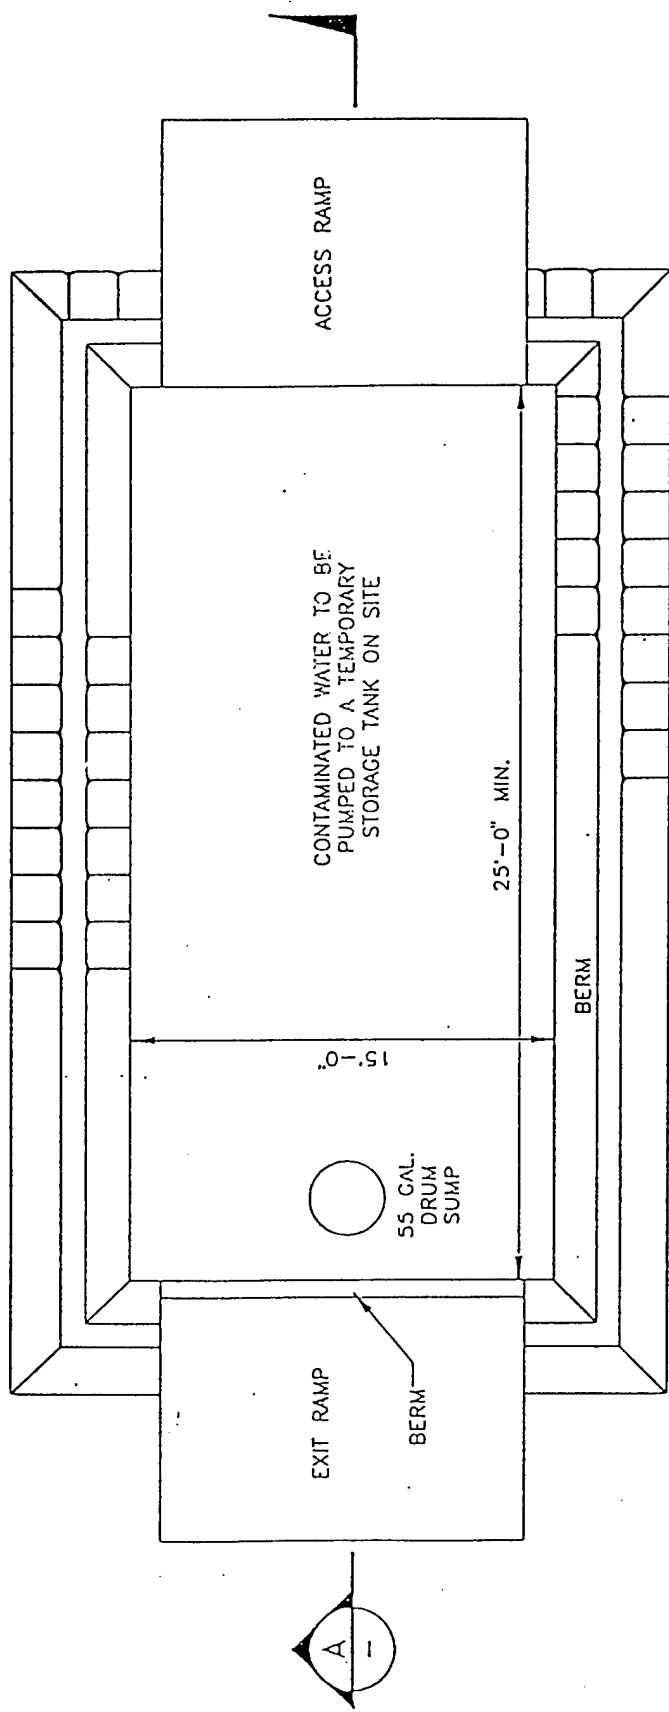 ACCESS RAMP
CONTAMINATED WATER TO BE
PUMPED TO A TEMPORARY
STORAGE TANK ON SITE
25'-0" MIN.
15'-0"
BERM
55 GAL.
DRUM
SUMP
EXIT RAMP
BERM
A